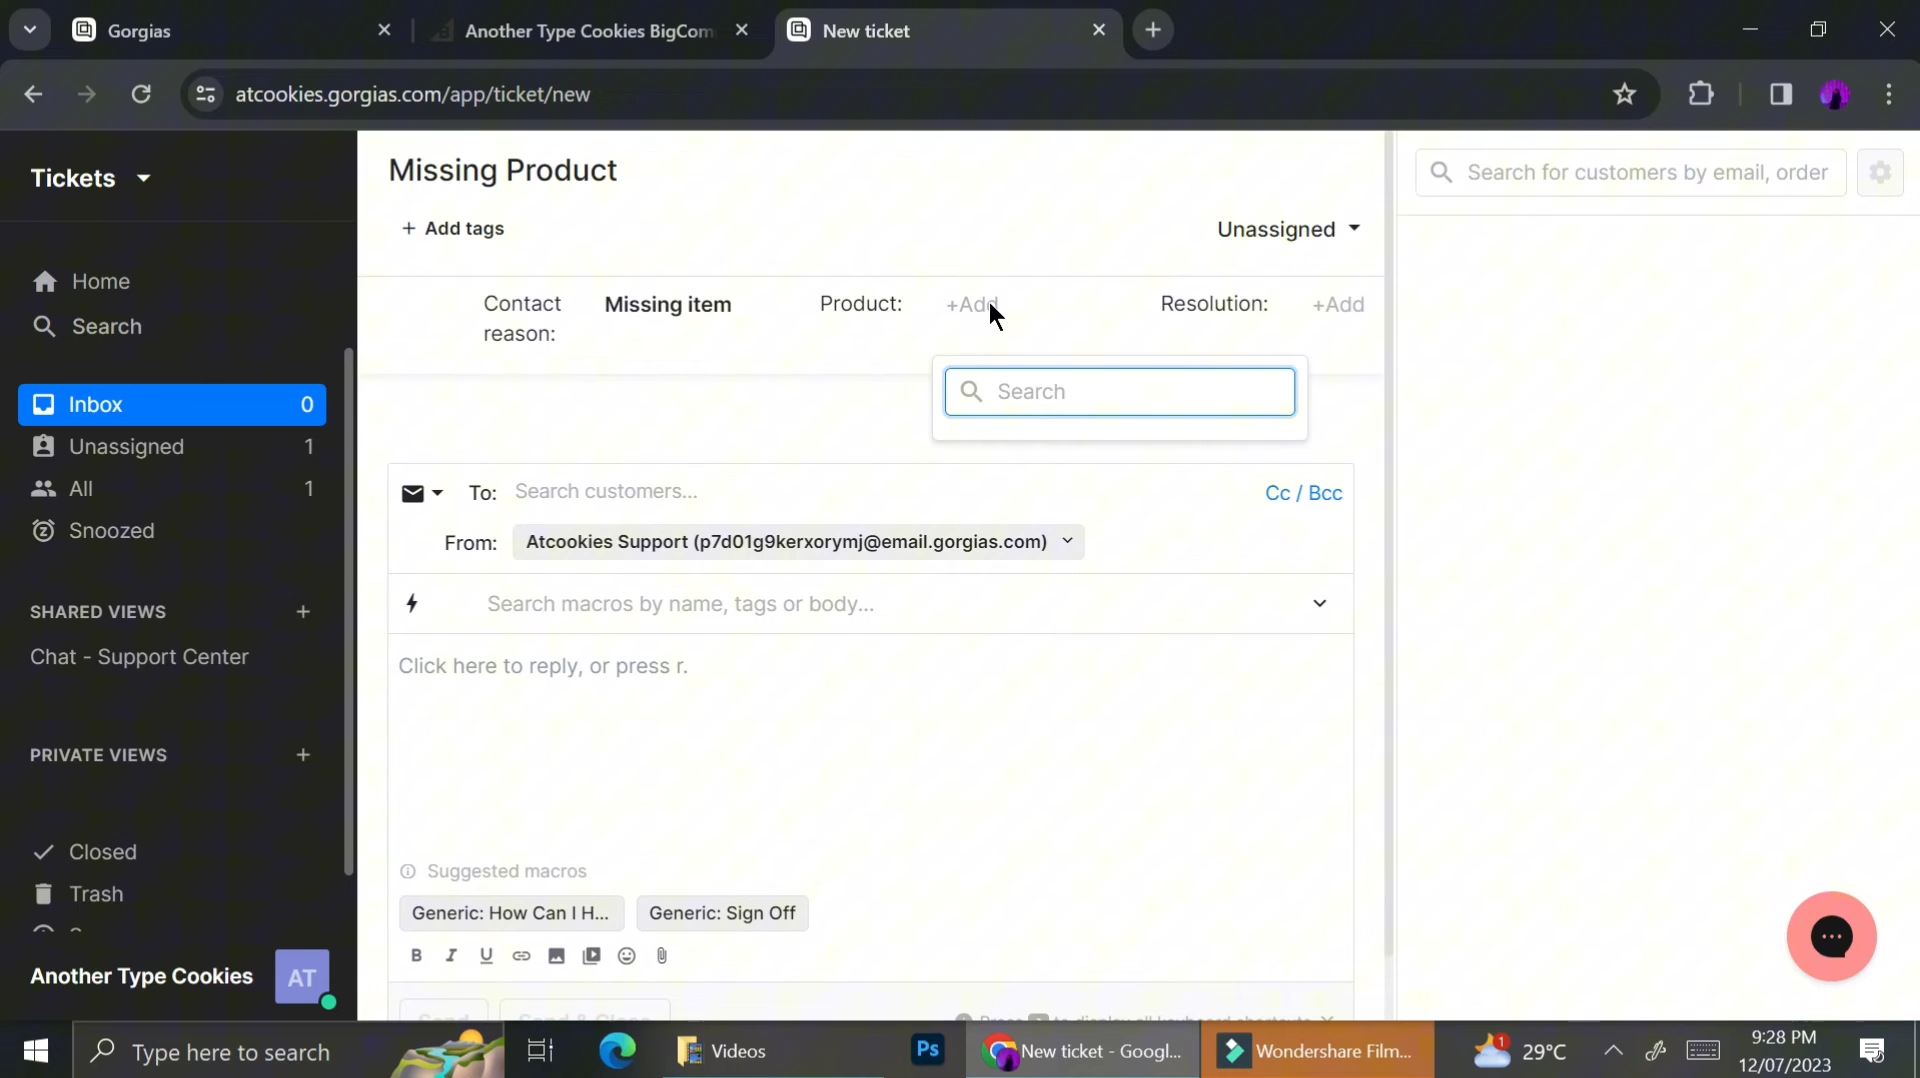 Gorgias
Another Type Cookies BigCom
New ticket
atcookies.gorgias.com/app/ticket/new
Tickets
Home
Search
Inbox 0
Unassigned 1
All 1
Snoozed
SHARED VIEWS +
Chat - Support Center
PRIVATE VIEWS +
Closed
Trash
Another Type Cookies AT
Missing Product
+ Add tags
Unassigned
Contact reason: Missing item
Product: +Add
Resolution: +Add
Search
To: Search customers...
Cc / Bcc
From: Atcookies Support (p7d01g9kerxorymj@email.gorgias.com)
Search macros by name, tags or body...
Click here to reply, or press r.
Suggested macros
Generic: How Can I H...
Generic: Sign Off
B I U
Search for customers by email, order
Type here to search
Videos
Ps
New ticket - Googl...
Wondershare Film...
1
29°C
9:28 PM
12/07/2023